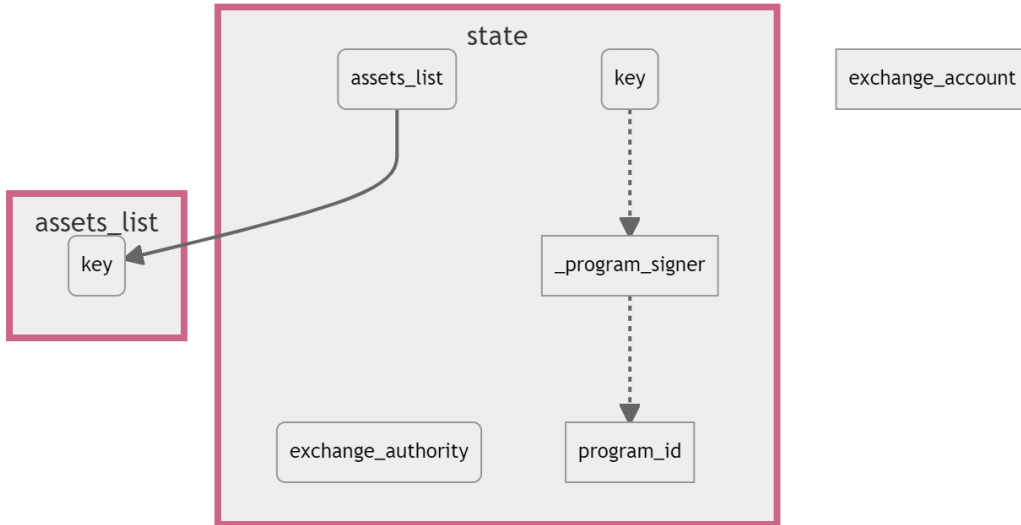 state
assets_list
key
exchange_account
assets_list
key
_program_signer
exchange_authority
program_id